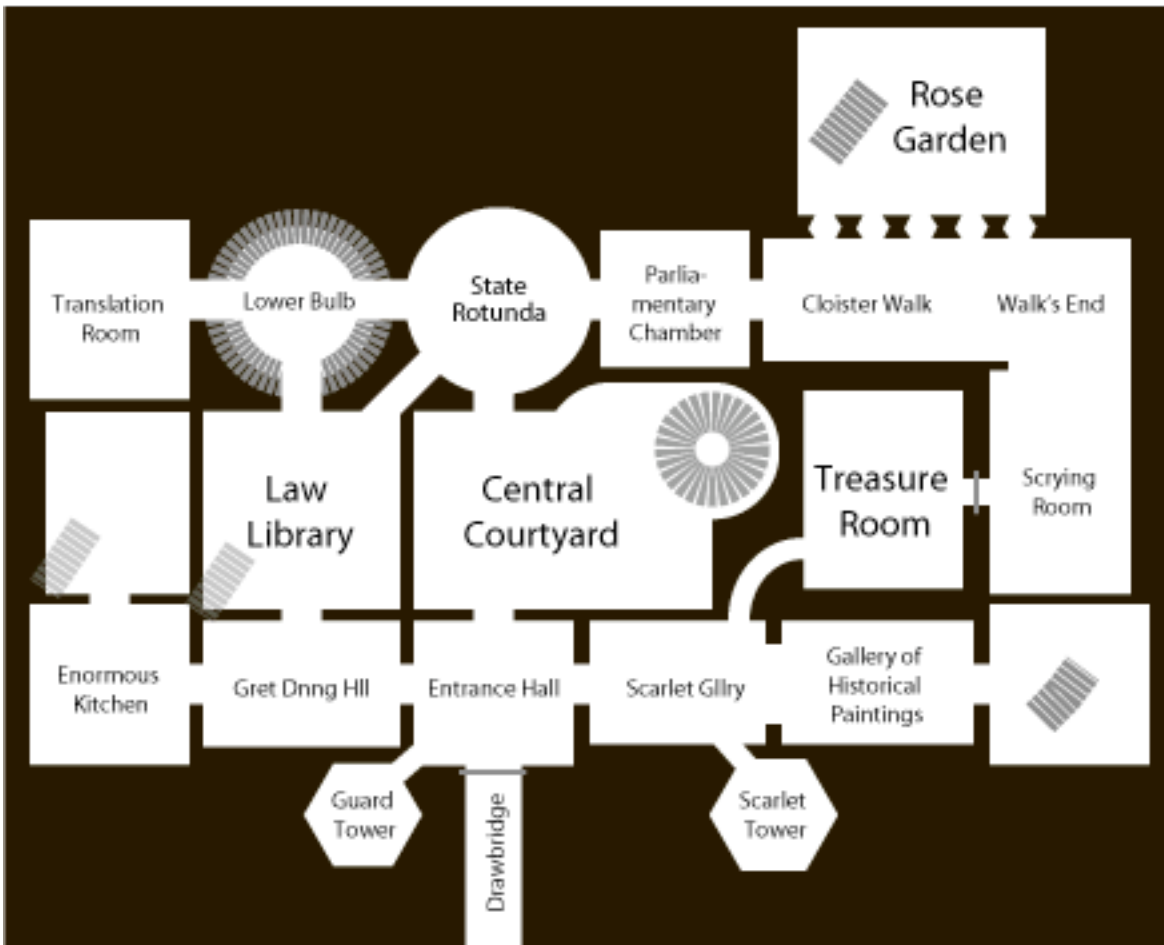 Rose
Garden
Translation
Room
Lower Bulb
State
Rotunda
Parlia-
mentary
Chamber
Cloister Walk
Walk's End
Law
Library
Central
Courtyard
Treasure
Room
Scrying
Room
Enormous
Kitchen
Gret Dnng Hll
Entrance Hall
Scarlet Gllry
Gallery of
Historical
Paintings
Guard
Tower
Drawbridge
Scarlet
Tower